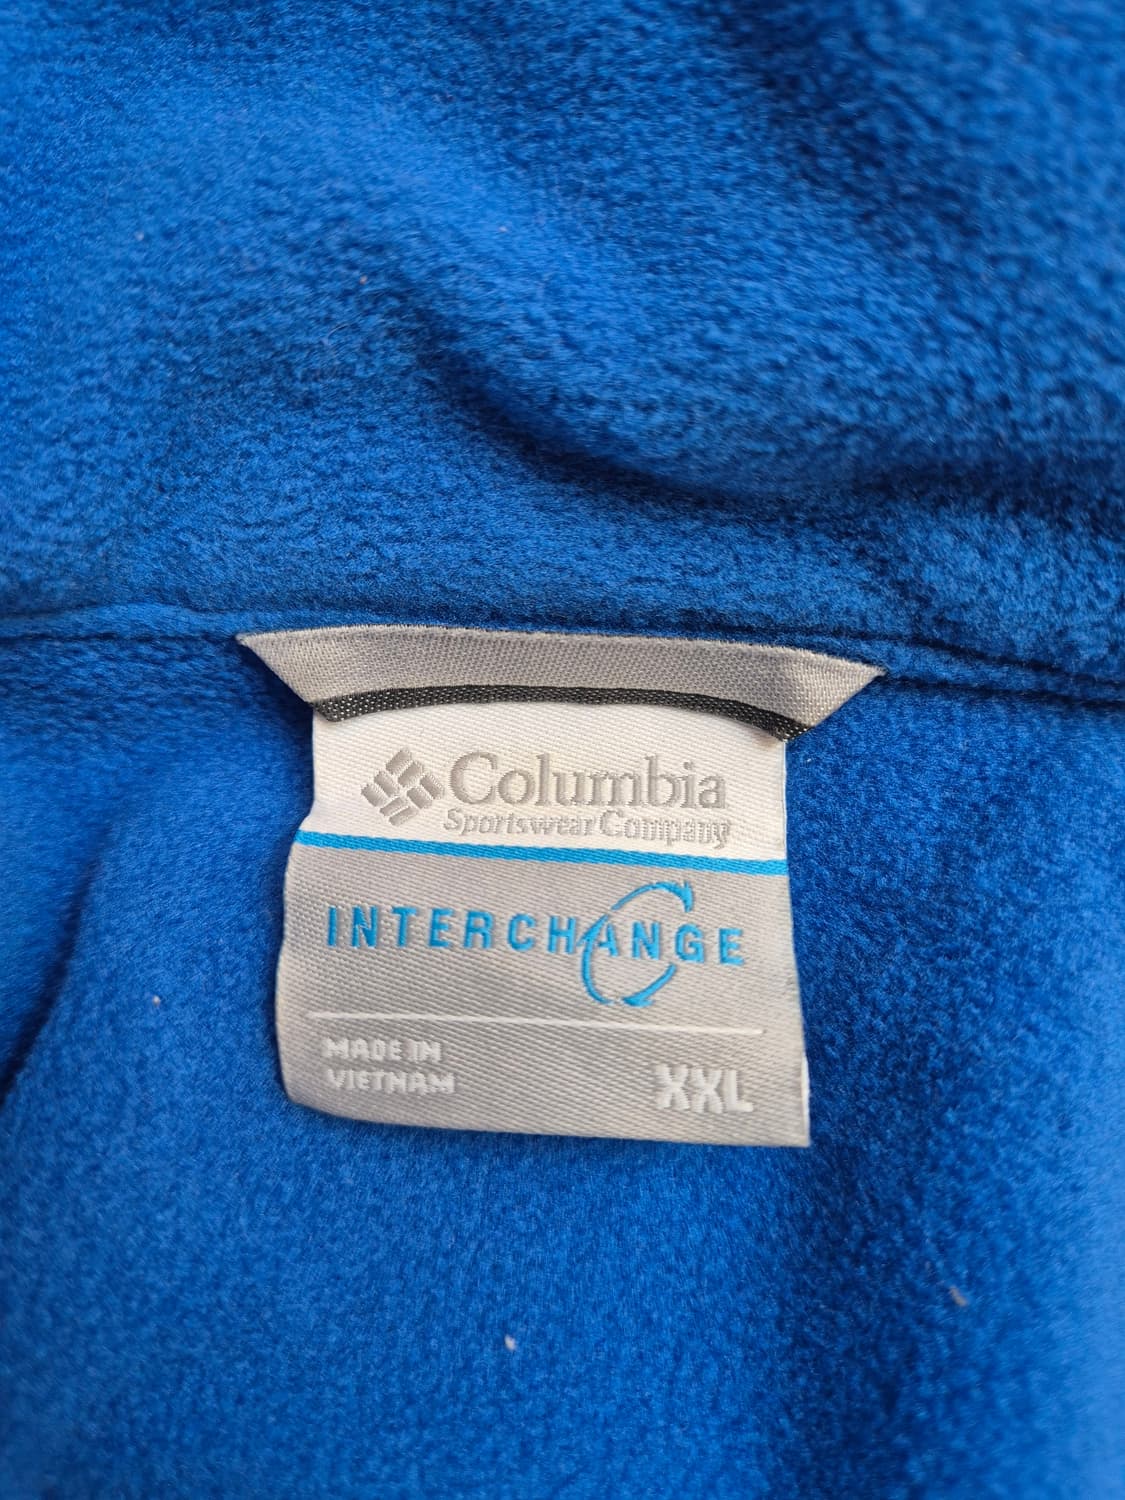 Columbia
Sportswear Company
INTERCHANGE
MADE IN
VIETNAM
XXL